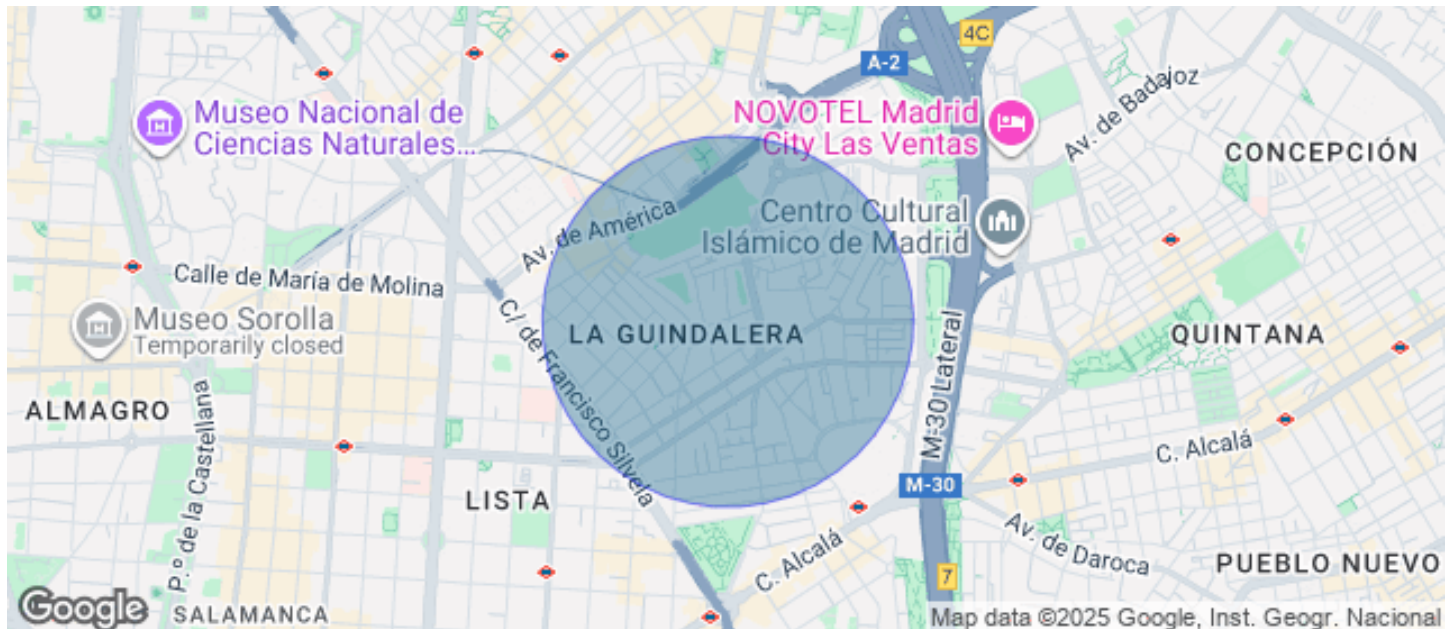 4C
A-2
Museo Nacional de
Ciencias Naturales...
NOVOTEL Madrid
City Las Ventas
Av. de Badajoz
CONCEPCIÓN
Av. de América
Centro Cultural
Islámico de Madrid
Calle de María de Molina
Museo Sorolla
Temporarily closed
C/ de Francisco Silvela
LA GUINDALERA
M-30 Lateral
QUINTANA
ALMAGRO
P.º de la Castellana
C. Alcalá
LISTA
M-30
Av. de Daroca
C. Alcalá
7
PUEBLO NUEVO
Google
SALAMANCA
Map data ©2025 Google, Inst. Geogr. Nacional